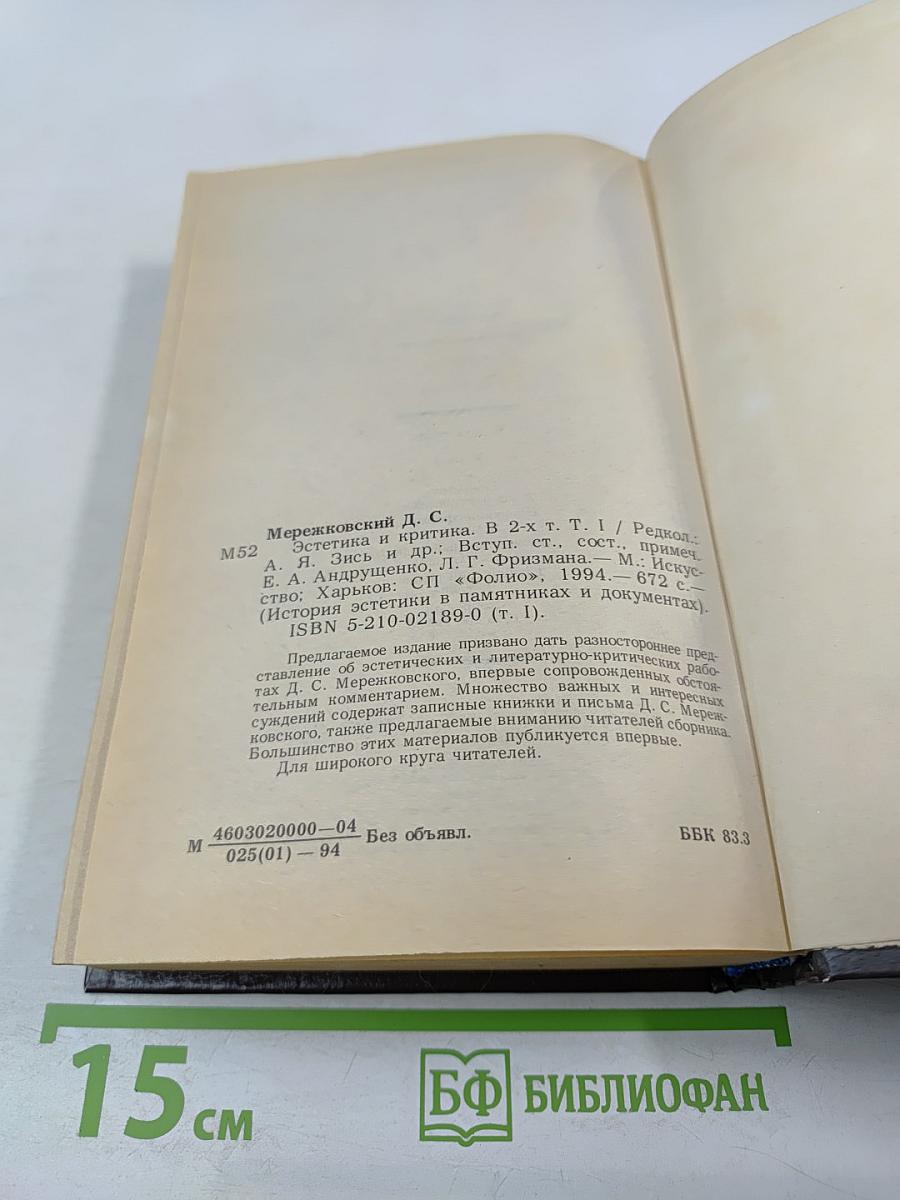 Мережковский Д. С.
М52 Эстетика и критика. В 2-х т. Т. I / Редкол.:
А. Я. Зись и др.; Вступ. ст., сост., примеч.
Е. А. Андрущенко, Л. Г. Фризмана.— М.: Искус-
ство; Харьков: СП «Фолио», 1994.— 672 с.—
(История эстетики в памятниках и документах).
ISBN 5-210-02189-0 (т. I).
Предлагаемое издание призвано дать разностороннее пред-
ставление об эстетических и литературно-критических рабо-
тах Д. С. Мережковского, впервые сопровожденных обстоя-
тельным комментарием. Множество важных и интересных
суждений содержат записные книжки и письма Д. С. Мереж-
ковского, также предлагаемые вниманию читателей сборника.
Большинство этих материалов публикуется впервые.
Для широкого круга читателей.
М 4603020000—04 Без объявл. ББК 83.3
025(01) — 94
15 см
БФ БИБЛИОФАН